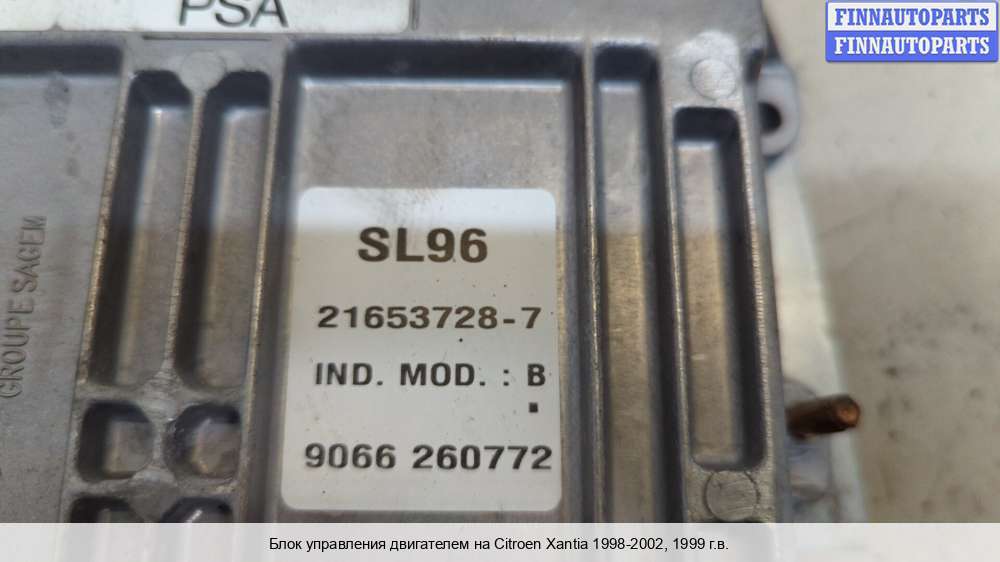 PSA
FINNAUTOPARTS
FINNAUTOPARTS
GROUPE SAGEM
SL96
21653728-7
IND. MOD. : B
9066 260772
Блок управления двигателем на Citroen Xantia 1998-2002, 1999 г.в.